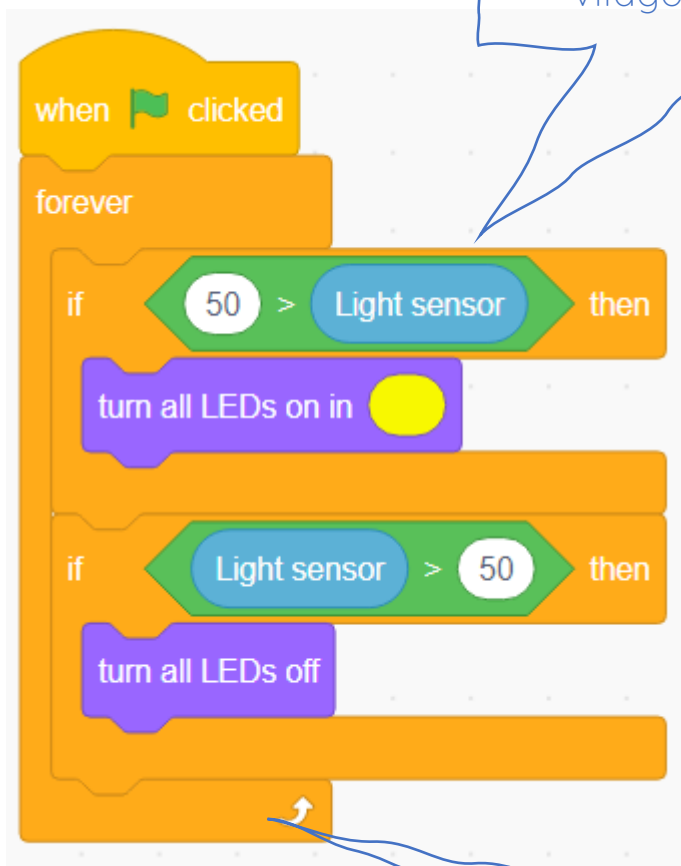 when clicked
forever
if 50 > Light sensor then
turn all LEDs on in
if Light sensor > 50 then
turn all LEDs off